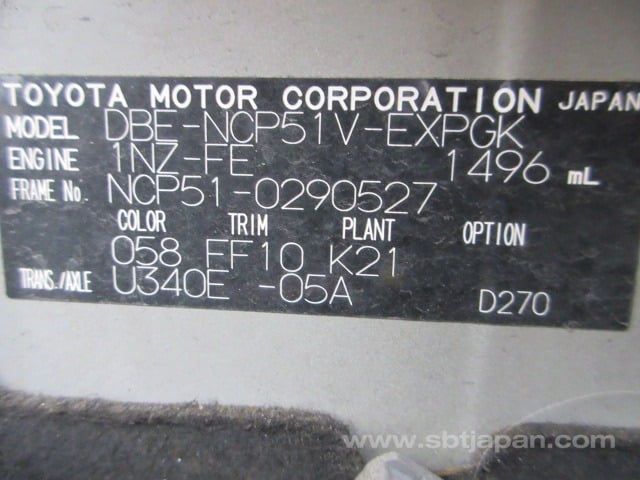 TOYOTA MOTOR CORPORATION JAPAN
MODEL DBE-NCP51V-EXPGK
ENGINE 1NZ-FE 1496 mL
FRAME No. NCP51-0290527
COLOR TRIM PLANT OPTION
058 FF10 K21
TRANS./AXLE U340E -05A D270
www.sbtjapan.com